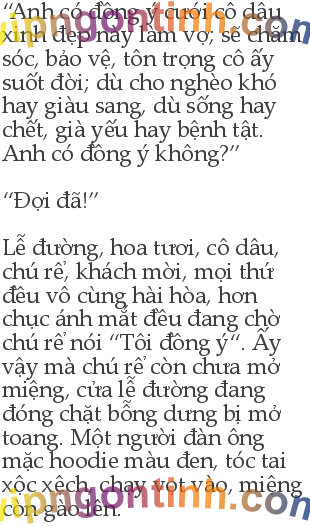 “Anh có đồng ý cưới cô dâu
xinh đẹp này làm vợ; sẽ chăm
sóc, bảo vệ, tôn trọng cô ấy
suốt đời; dù cho nghèo khó
hay giàu sang, dù sống hay
chết, già yếu hay bệnh tật.
Anh có đồng ý không?”
“Đợi đã!”
Lễ đường, hoa tươi, cô dâu,
chú rể, khách mời, mọi thứ
đều vô cùng hài hòa, hơn
chục ánh mắt đều đang chờ
chú rể nói “Tôi đồng ý“. Ấy
vậy mà chú rể còn chưa mở
miệng, cửa lễ đường đang
đóng chặt bỗng dưng bị mở
toang. Một người đàn ông
mặc hoodie màu đen, tóc tai
xộc xệch, chạy vọt vào, miệng
còn gào lên.
vipngontinh.com
vipngontinh.com